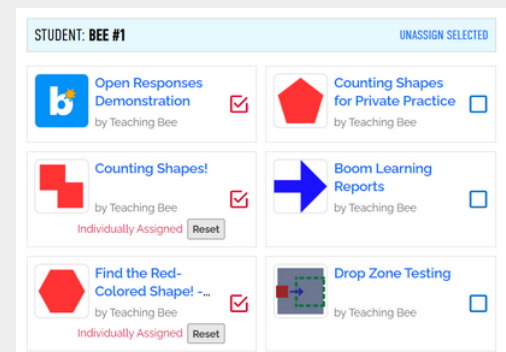 STUDENT: BEE #1
UNASSIGN SELECTED
Open Responses
Demonstration
by Teaching Bee
Counting Shapes
for Private Practice
by Teaching Bee
Counting Shapes!
by Teaching Bee
Individually Assigned Reset
Boom Learning
Reports
by Teaching Bee
Find the Red-
Colored Shape! -...
by Teaching Bee
Individually Assigned Reset
Drop Zone Testing
by Teaching Bee